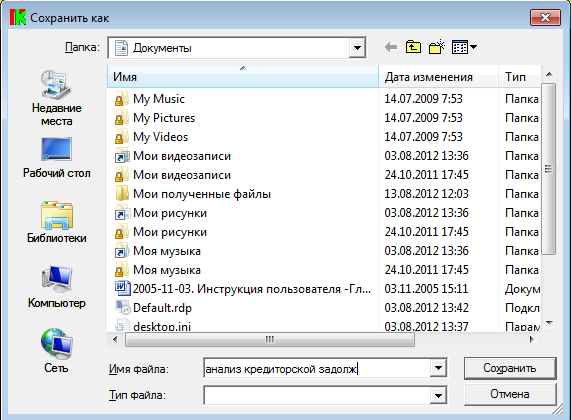 Сохранить как
Папка: Документы
Имя Дата изменения Тип
My Music 14.07.2009 7:53 Папка
My Pictures 14.07.2009 7:53 Папка
My Videos 14.07.2009 7:53 Папка
Мои видеозаписи 03.08.2012 13:36 Папка
Мои видеозаписи 24.10.2011 17:45 Папка
Мои полученные файлы 13.08.2012 12:03 Папка
Мои рисунки 03.08.2012 13:36 Папка
Мои рисунки 24.10.2011 17:45 Папка
Моя музыка 03.08.2012 13:36 Папка
Моя музыка 24.10.2011 17:45 Папка
2005-11-03. Инструкция пользователя -Гл... 03.11.2005 15:11 Докум
Default.rdp 03.08.2012 13:42 Подкл
desktop.ini 03.08.2012 13:37 Парам
Недавние
места
Рабочий стол
Библиотеки
Компьютер
Сеть
Имя файла: анализ кредиторской задолж Сохранить
Тип файла: Отмена